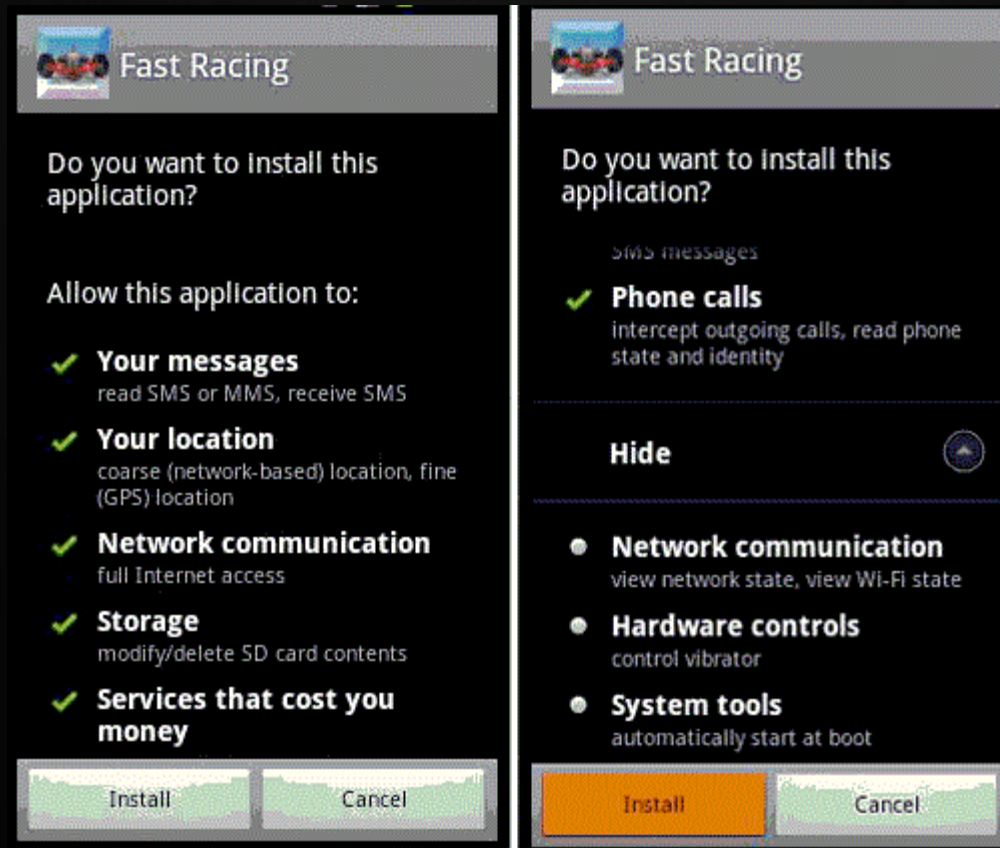 Fast Racing
Do you want to install this
application?
Allow this application to:
Your messages
read SMS or MMS, receive SMS
Your location
coarse (network-based) location, fine
(GPS) location
Network communication
full Internet access
Storage
modify/delete SD card contents
Services that cost you
money
Install
Cancel
Fast Racing
Do you want to install this
application?
SMS messages
Phone calls
intercept outgoing calls, read phone
state and identity
Hide
Network communication
view network state, view Wi-Fi state
Hardware controls
control vibrator
System tools
automatically start at boot
Install
Cancel